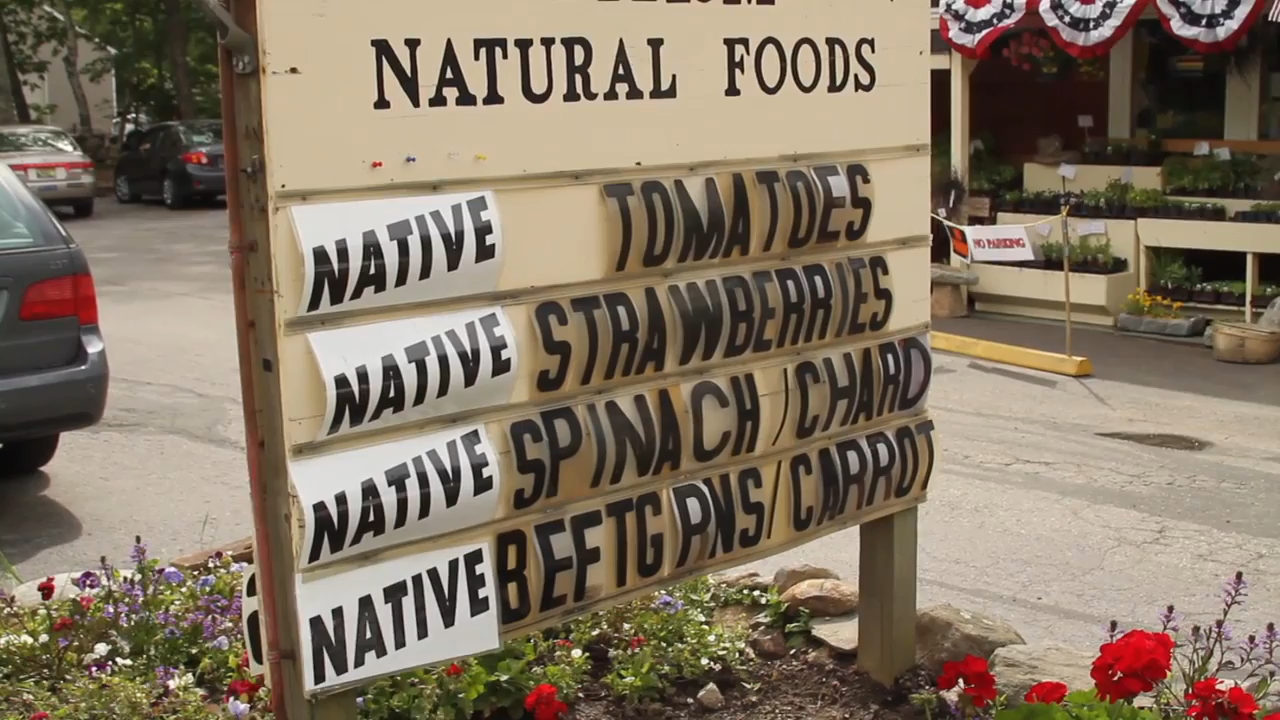 NATURAL FOODS
NATIVE TOMATOES
NATIVE STRAWBERRIES
NATIVE SPINACH / CHARD
NATIVE BEFTGRNS/CARROT
NO PARKING